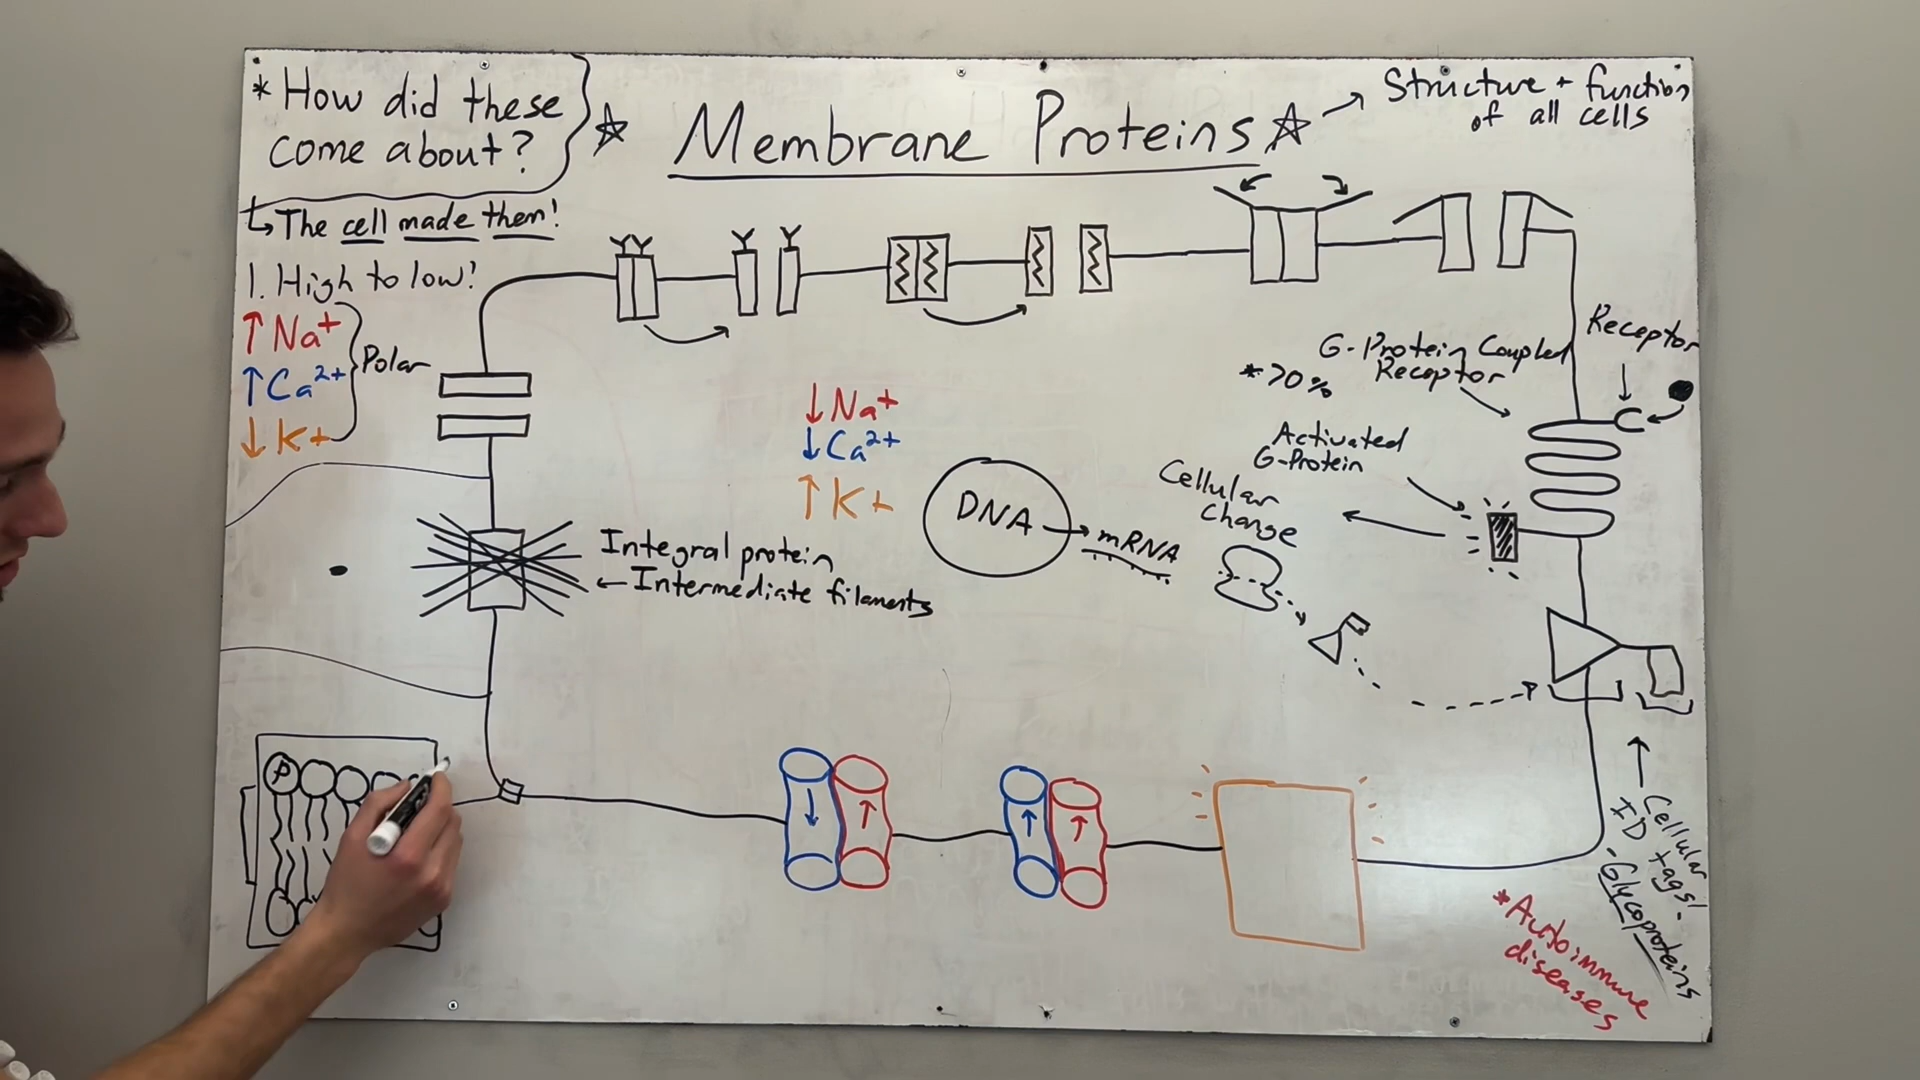 * How did these
come about?
☆ Membrane Proteins ☆
→ Structure + function
of all cells
↳ The cell made them!
1. High to low?
↑ Na+
↑ Ca2+
↓ K+
Polar
↓ Na+
↓ Ca2+
↑ K+
Integral protein
← Intermediate filaments
DNA → mRNA
G-Protein Coupled
Receptor
* 70%
Receptor
Activated
G-Protein
Cellular
change
P
↓ ↑
↑ ↑
Cellular
ID tags!
- Glycoproteins -
* Autoimmune
diseases